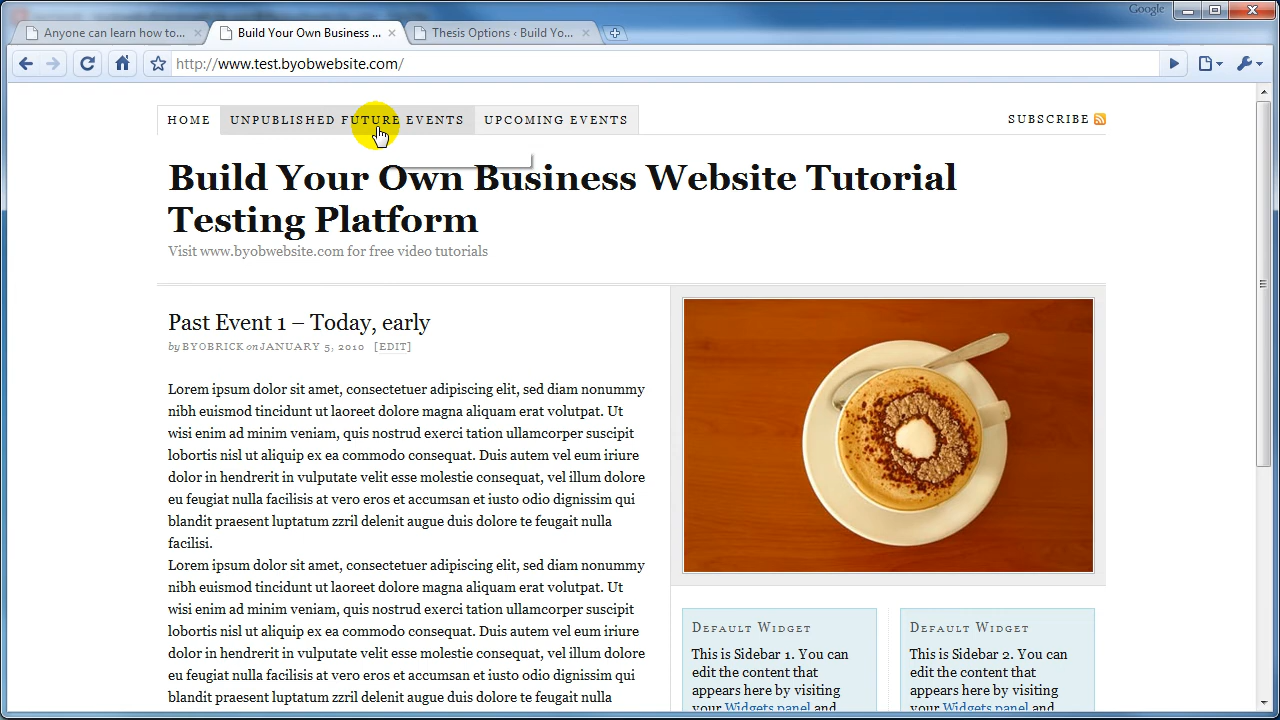 Google
Anyone can learn how to...
Build Your Own Business ...
Thesis Options ‹ Build Yo...
http://www.test.byobwebsite.com/
HOME
UNPUBLISHED FUTURE EVENTS
UPCOMING EVENTS
SUBSCRIBE
Build Your Own Business Website Tutorial
Testing Platform
Visit www.byobwebsite.com for free video tutorials
Past Event 1 – Today, early
by BYOBRICK on JANUARY 5, 2010 [EDIT]
Lorem ipsum dolor sit amet, consectetuer adipiscing elit, sed diam nonummy
nibh euismod tincidunt ut laoreet dolore magna aliquam erat volutpat. Ut
wisi enim ad minim veniam, quis nostrud exerci tation ullamcorper suscipit
lobortis nisl ut aliquip ex ea commodo consequat. Duis autem vel eum iriure
dolor in hendrerit in vulputate velit esse molestie consequat, vel illum dolore
eu feugiat nulla facilisis at vero eros et accumsan et iusto odio dignissim qui
blandit praesent luptatum zzril delenit augue duis dolore te feugait nulla
facilisi.
Lorem ipsum dolor sit amet, consectetuer adipiscing elit, sed diam nonummy
nibh euismod tincidunt ut laoreet dolore magna aliquam erat volutpat. Ut
wisi enim ad minim veniam, quis nostrud exerci tation ullamcorper suscipit
lobortis nisl ut aliquip ex ea commodo consequat. Duis autem vel eum iriure
dolor in hendrerit in vulputate velit esse molestie consequat, vel illum dolore
eu feugiat nulla facilisis at vero eros et accumsan et iusto odio dignissim qui
blandit praesent luptatum zzril delenit augue duis dolore te feugait nulla
Default Widget
This is Sidebar 1. You can
edit the content that
appears here by visiting
your Widgets panel and
Default Widget
This is Sidebar 2. You can
edit the content that
appears here by visiting
your Widgets panel and